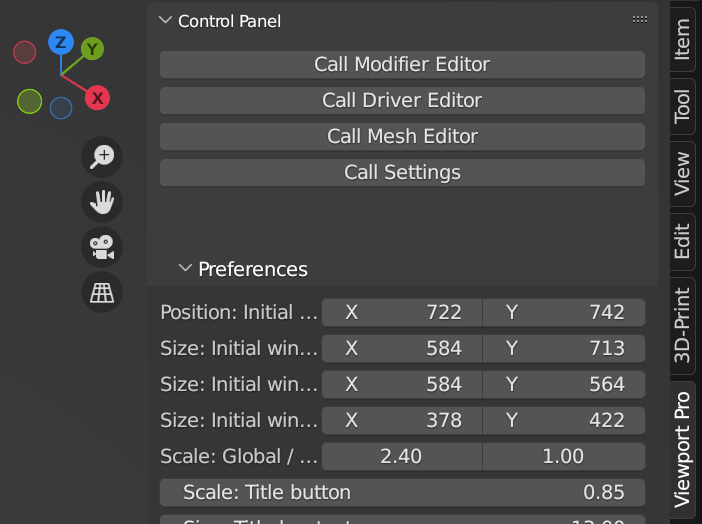 Control Panel
Z Y
X
Call Modifier Editor
Call Driver Editor
Call Mesh Editor
Call Settings
Preferences
Position: Initial ... X 722 Y 742
Size: Initial win... X 584 Y 713
Size: Initial win... X 584 Y 564
Size: Initial win... X 378 Y 422
Scale: Global / ... 2.40 1.00
Scale: Title button 0.85
Item
Tool
View
Edit
3D-Print
Viewport Pro